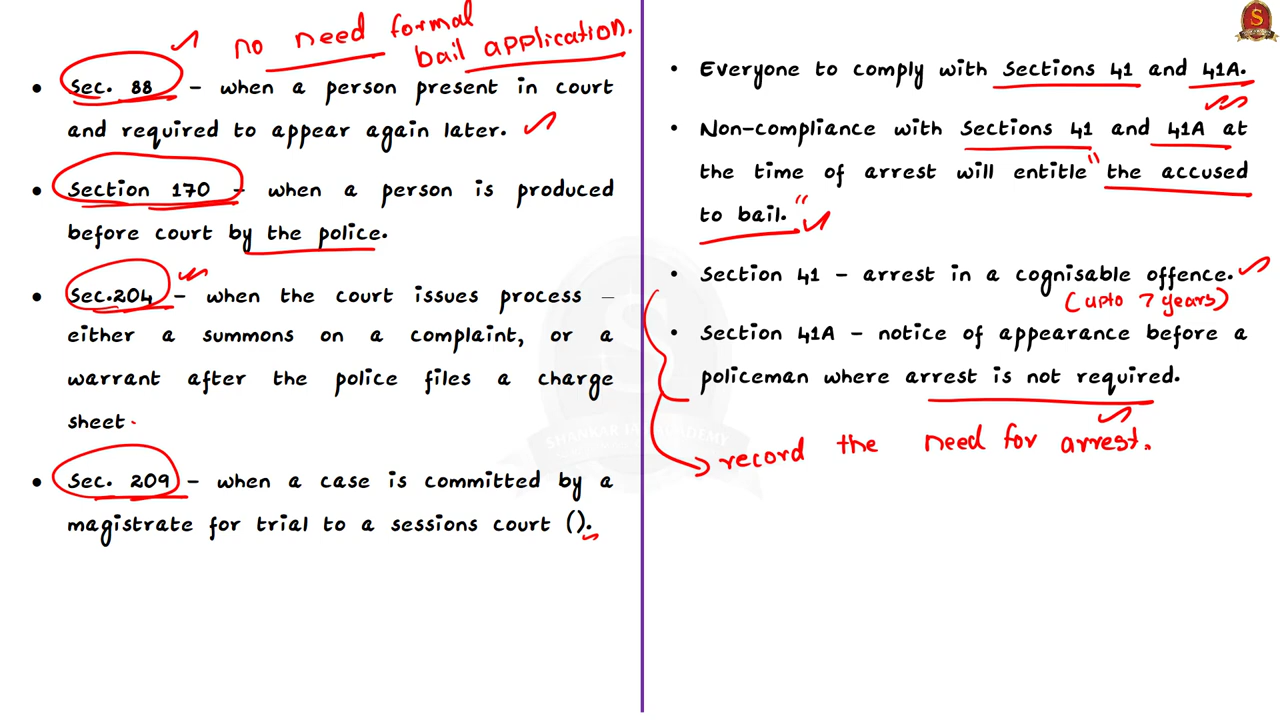 no need formal
bail application.
• Sec. 88 – when a person present in court
and required to appear again later.
• Section 170 – when a person is produced
before court by the police.
• Sec.204 – when the court issues process –
either a summons on a complaint, or a
warrant after the police files a charge
sheet.
• Sec. 209 – when a case is committed by a
magistrate for trial to a sessions court ().
• Everyone to comply with Sections 41 and 41A.
• Non-compliance with Sections 41 and 41A at
the time of arrest will entitle "the accused
to bail."
• Section 41 – arrest in a cognisable offence.
(upto 7 years)
• Section 41A – notice of appearance before a
policeman where arrest is not required.
record the need for arrest.
SHANKAR IAS ACADEMY